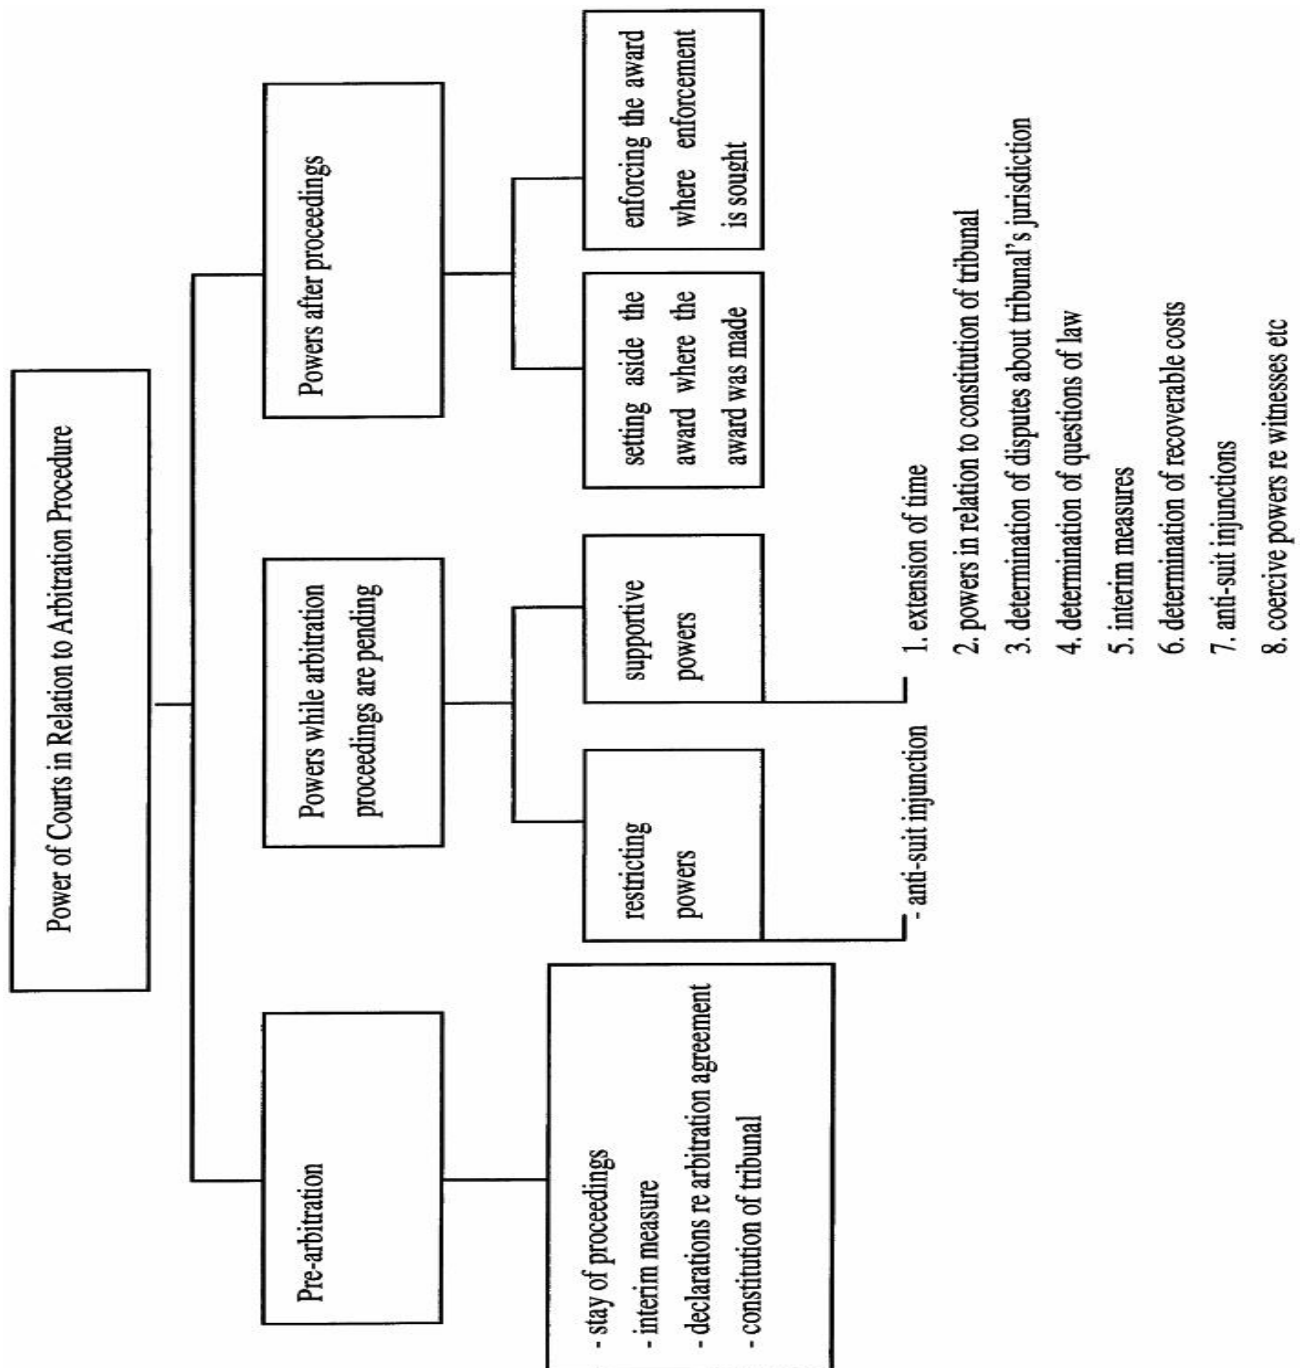 Power of Courts in Relation to Arbitration Procedure
Pre-arbitration
- stay of proceedings
- interim measure
- declarations re arbitration agreement
- constitution of tribunal
Powers while arbitration
proceedings are pending
restricting
powers
- anti-suit injunction
supportive
powers
1. extension of time
2. powers in relation to constitution of tribunal
3. determination of disputes about tribunal's jurisdiction
4. determination of questions of law
5. interim measures
6. determination of recoverable costs
7. anti-suit injunctions
8. coercive powers re witnesses etc
Powers after proceedings
setting aside the
award where the
award was made
enforcing the award
where enforcement
is sought